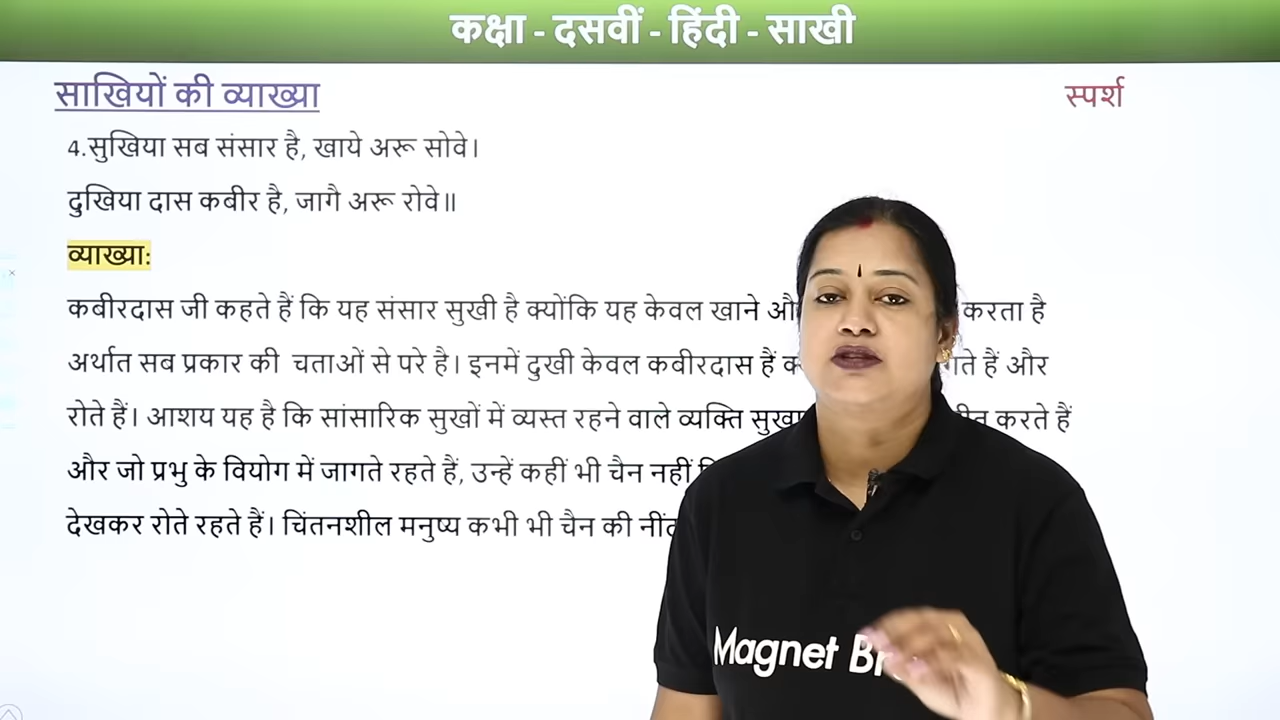 कक्षा - दसवीं - हिंदी - साखी
साखियों की व्याख्या
स्पर्श
4.सुखिया सब संसार है, खाये अरू सोवे।
दुखिया दास कबीर है, जागै अरू रोवे॥
व्याख्या:
कबीरदास जी कहते हैं कि यह संसार सुखी है क्योंकि यह केवल खाने करता है
अर्थात सब प्रकार की चताओं से परे है। इनमें दुखी केवल कबीरदास हैं हैं और
रोते हैं। आशय यह है कि सांसारिक सुखों में व्यस्त रहने वाले व्यक्ति करते हैं
और जो प्रभु के वियोग में जागते रहते हैं, उन्हें कहीं भी चैन नहीं
देखकर रोते रहते हैं। चिंतनशील मनुष्य कभी भी चैन की
Magnet